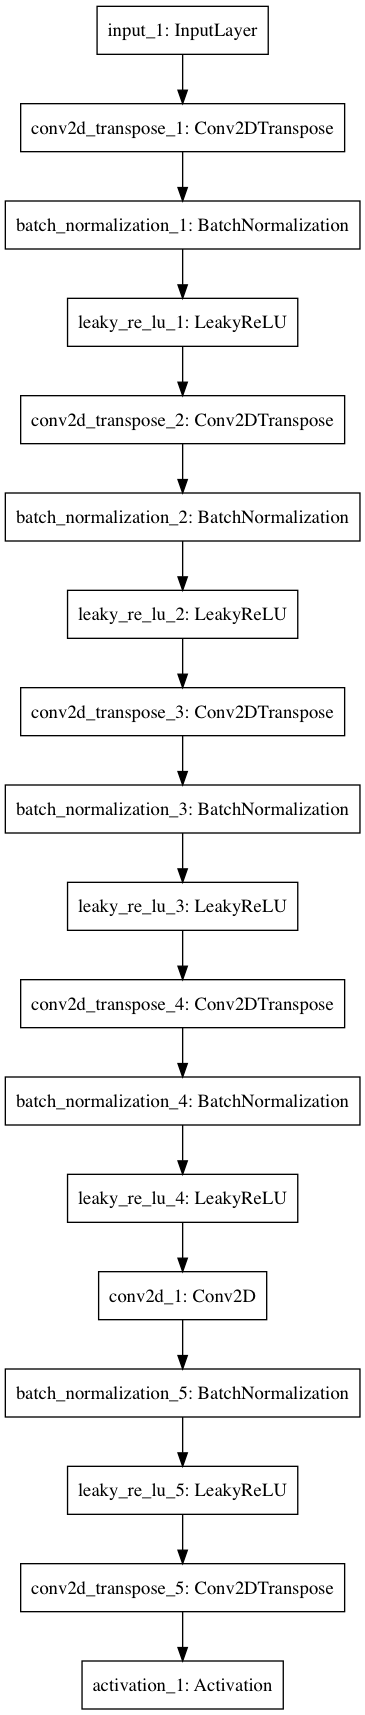 input_1: InputLayer
conv2d_transpose_1: Conv2DTranspose
batch_normalization_1: BatchNormalization
leaky_re_lu_1: LeakyReLU
conv2d_transpose_2: Conv2DTranspose
batch_normalization_2: BatchNormalization
leaky_re_lu_2: LeakyReLU
conv2d_transpose_3: Conv2DTranspose
batch_normalization_3: BatchNormalization
leaky_re_lu_3: LeakyReLU
conv2d_transpose_4: Conv2DTranspose
batch_normalization_4: BatchNormalization
leaky_re_lu_4: LeakyReLU
conv2d_1: Conv2D
batch_normalization_5: BatchNormalization
leaky_re_lu_5: LeakyReLU
conv2d_transpose_5: Conv2DTranspose
activation_1: Activation